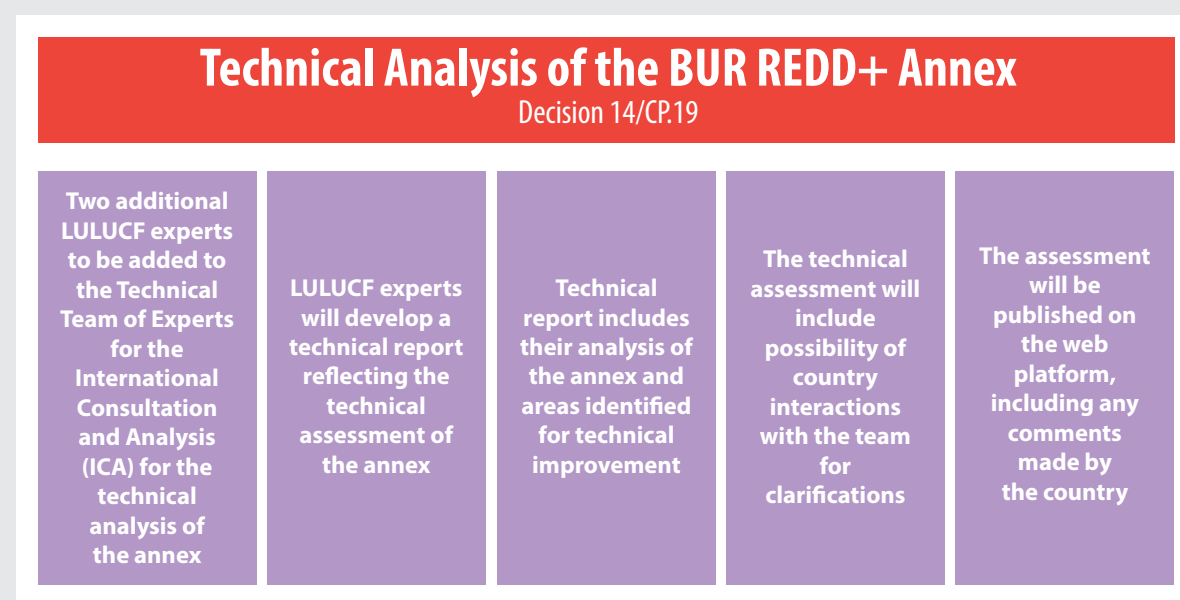 Technical Analysis of the BUR REDD+ Annex
Decision 14/CP.19
Two additional
LULUCF experts
to be added to
the Technical
Team of Experts
for the
International
Consultation
and Analysis
(ICA) for the
technical
analysis of
the annex
LULUCF experts
will develop a
technical report
reflecting the
technical
assessment of
the annex
Technical
report includes
their analysis of
the annex and
areas identified
for technical
improvement
The technical
assessment will
include
possibility of
country
interactions
with the team
for
clarifications
The assessment
will be
published on
the web
platform,
including any
comments
made by
the country